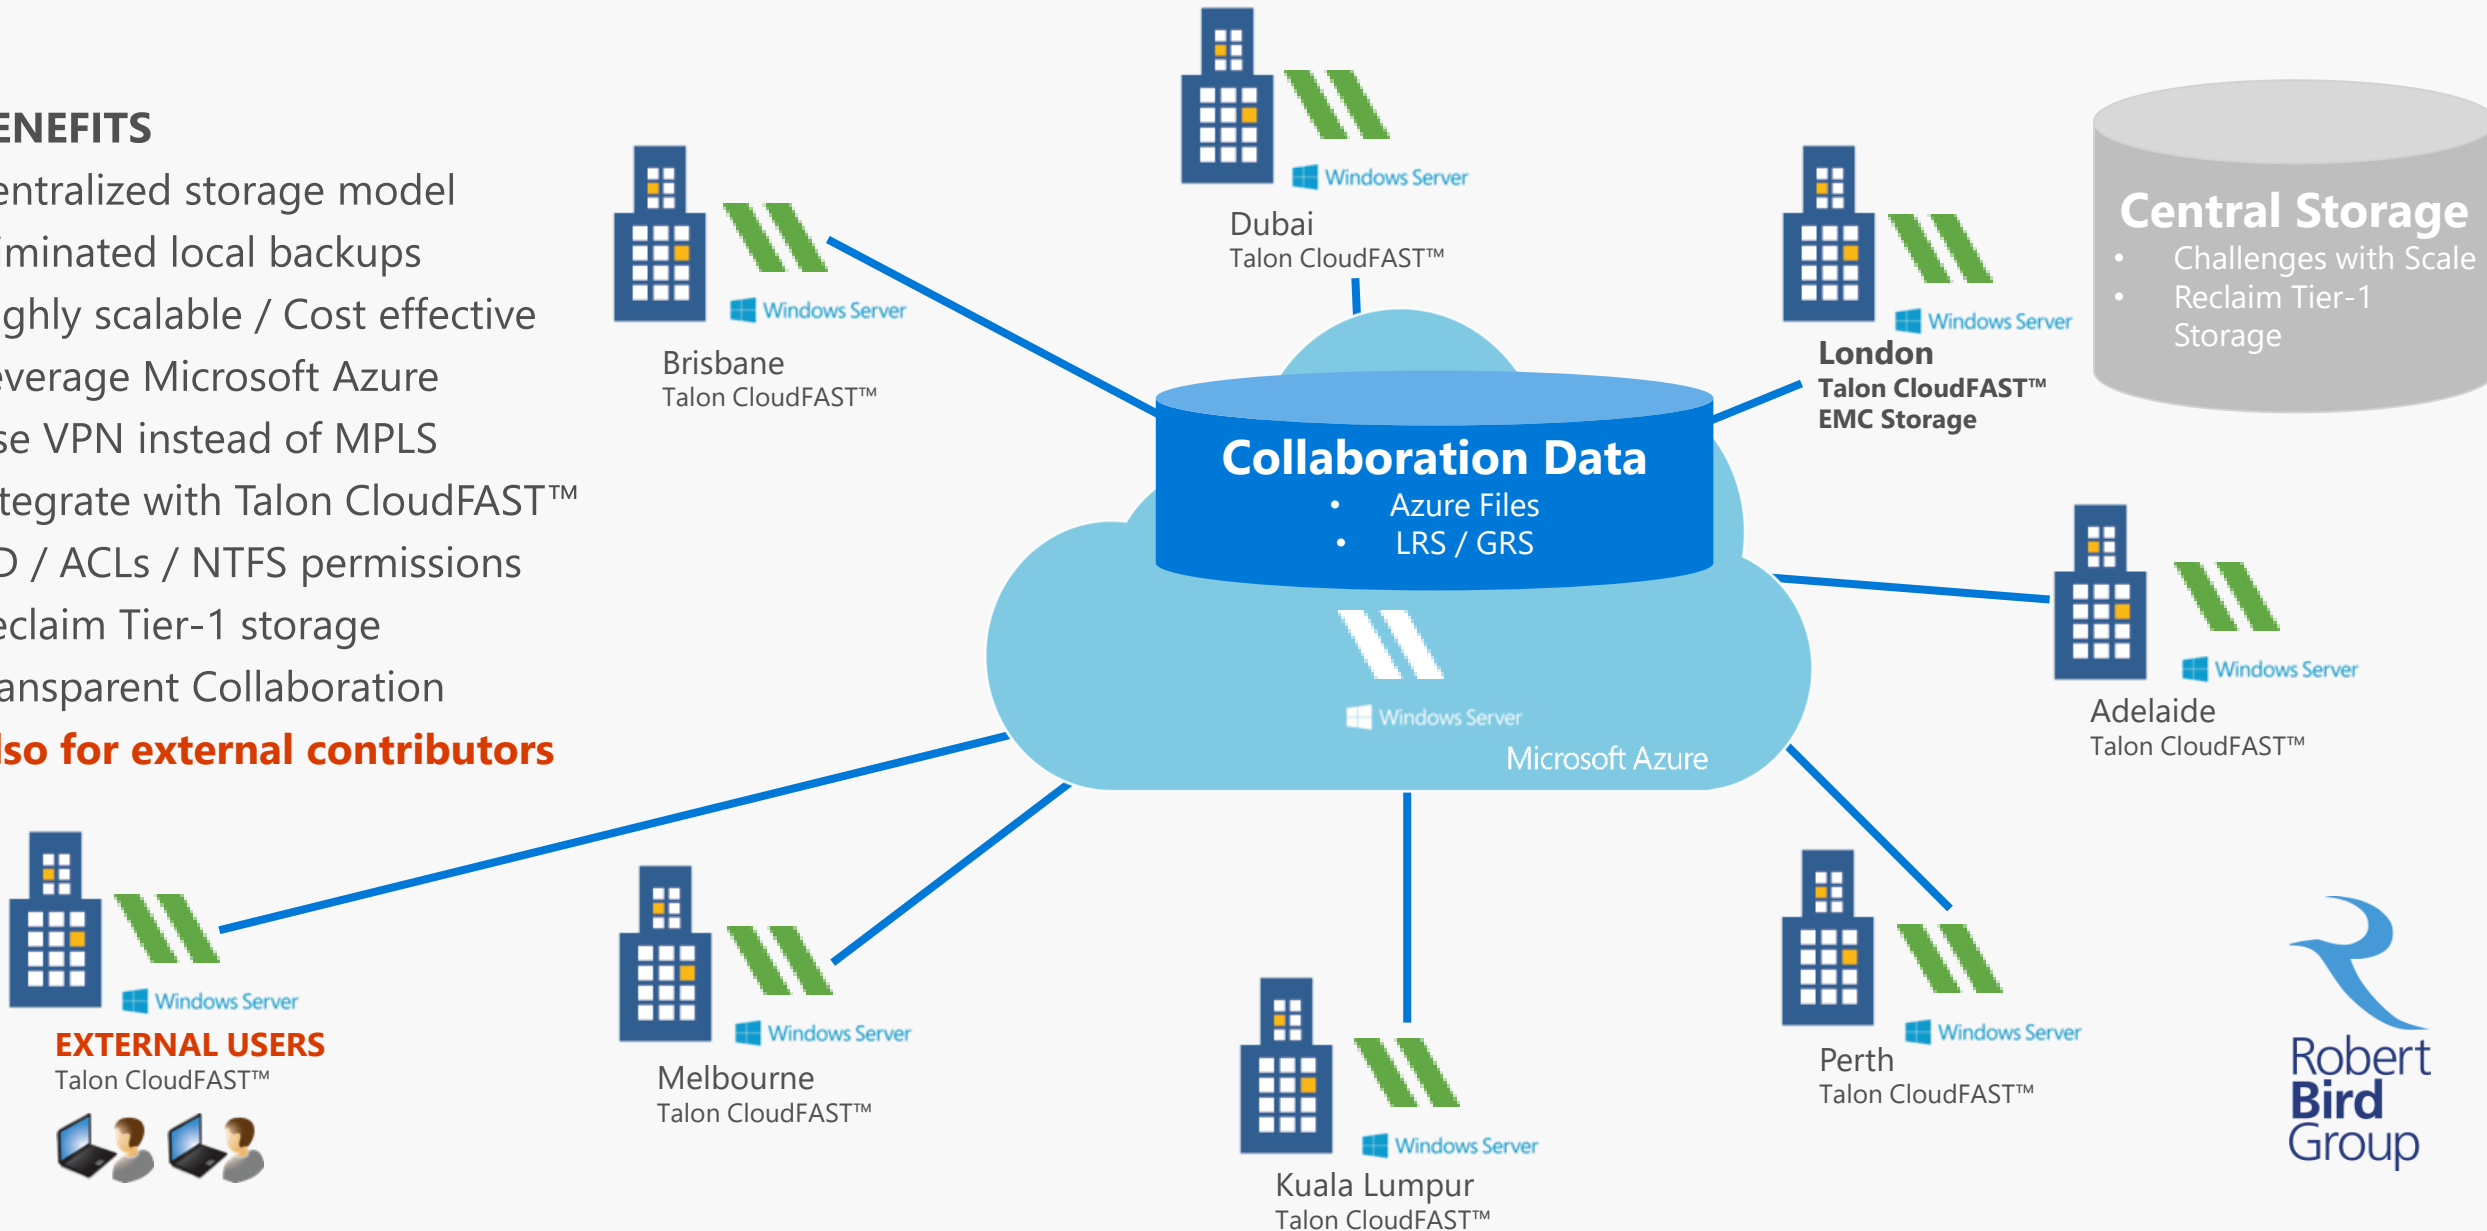 ENEFITS
entralized storage model
iminated local backups
ghly scalable / Cost effective
everage Microsoft Azure
se VPN instead of MPLS
tegrate with Talon CloudFAST™
D / ACLs / NTFS permissions
eclaim Tier-1 storage
ansparent Collaboration
lso for external contributors
Windows Server
Brisbane
Talon CloudFAST™
Windows Server
Dubai
Talon CloudFAST™
Windows Server
London
Talon CloudFAST™
EMC Storage
Central Storage
• Challenges with Scale
• Reclaim Tier-1
Storage
Collaboration Data
• Azure Files
• LRS / GRS
Windows Server
Microsoft Azure
Windows Server
Adelaide
Talon CloudFAST™
Windows Server
EXTERNAL USERS
Talon CloudFAST™
Windows Server
Melbourne
Talon CloudFAST™
Windows Server
Kuala Lumpur
Talon CloudFAST™
Windows Server
Perth
Talon CloudFAST™
Robert
Bird
Group